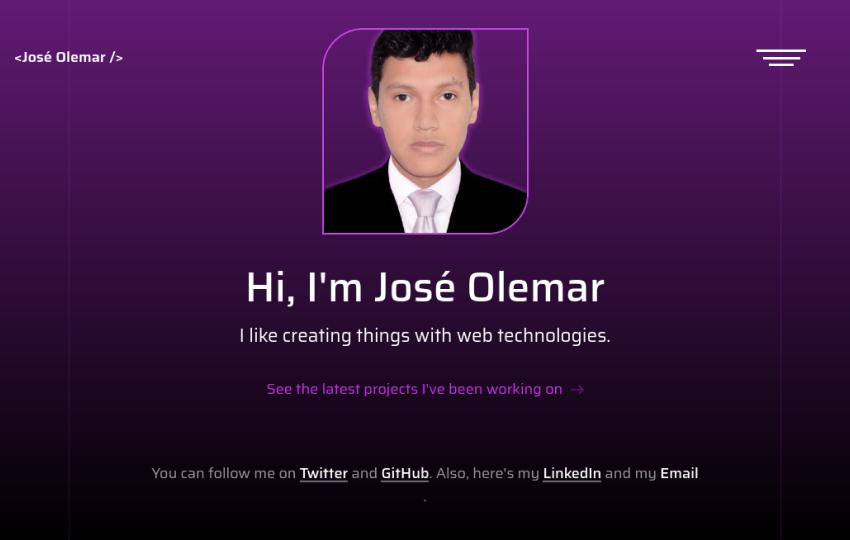 <José Olemar />
Hi, I'm José Olemar
I like creating things with web technologies.
See the latest projects I've been working on →
You can follow me on Twitter and GitHub. Also, here's my LinkedIn and my Email
.